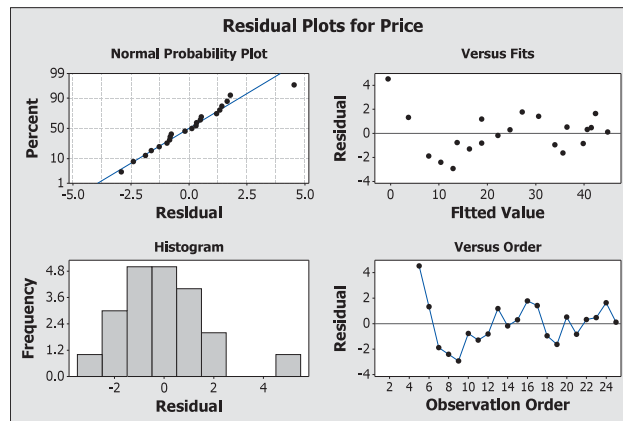 Residual Plots for Price
Normal Probability Plot
99
90
50
10
1
Percent
-5.0 -2.5 0.0 2.5 5.0
Residual
Versus Fits
4
2
0
-2
-4
Residual
0 10 20 30 40
Fitted Value
Histogram
4.8
3.6
2.4
1.2
0.0
Frequency
-2 0 2 4
Residual
Versus Order
4
2
0
-2
-4
Residual
2 4 6 8 10 12 14 16 18 20 22 24
Observation Order